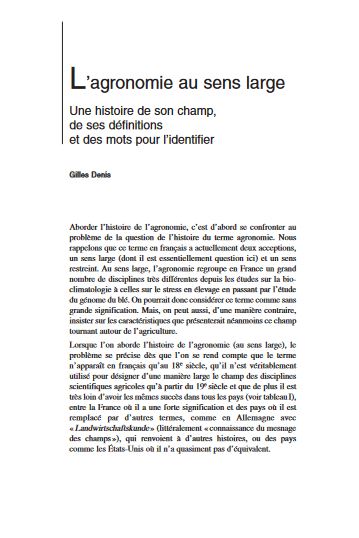 L'agronomie au sens large
Une histoire de son champ,
de ses définitions
et des mots pour l'identifier
Gilles Denis
Aborder l'histoire de l'agronomie, c'est d'abord se confronter au
problème de la question de l'histoire du terme agronomie. Nous
rappelons que ce terme en français a actuellement deux acceptions,
un sens large (dont il est essentiellement question ici) et un sens
restreint. Au sens large, l'agronomie regroupe en France un grand
nombre de disciplines très différentes depuis les études sur la bio-
climatologie à celles sur le stress en élevage en passant par l'étude
du génome du blé. On pourrait donc considérer ce terme comme sans
grande signification. Mais, on peut aussi, d'une manière contraire,
insister sur les caractéristiques que présenterait néanmoins ce champ
tournant autour de l'agriculture.
Lorsque l'on aborde l'histoire de l'agronomie (au sens large), le
problème se précise dès que l'on se rend compte que le terme
n'apparaît en français qu'au 18e siècle, qu'il n'est véritablement
utilisé pour désigner d'une manière large le champ des disciplines
scientifiques agricoles qu'à partir du 19e siècle et que de plus il est
très loin d'avoir les mêmes succès dans tous les pays (voir tableau I),
entre la France où il a une forte signification et des pays où il est
remplacé par d'autres termes, comme en Allemagne avec
«Landwirtschaftskunde» (littéralement «connaissance du mesnage
des champs»), qui renvoient à d'autres histoires, ou des pays
comme les États-Unis où il n'a quasiment pas d'équivalent.